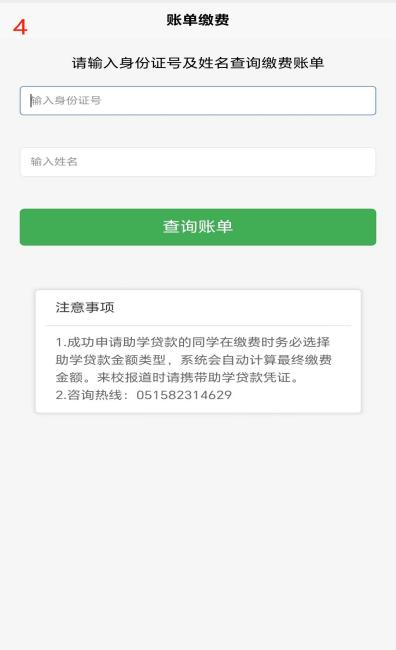 4
账单缴费
请输入身份证号及姓名查询缴费账单
输入身份证号
输入姓名
查询账单
注意事项
1.成功申请助学贷款的同学在缴费时务必选择
助学贷款金额类型，系统会自动计算最终缴费
金额。来校报道时请携带助学贷款凭证。
2.咨询热线：051582314629